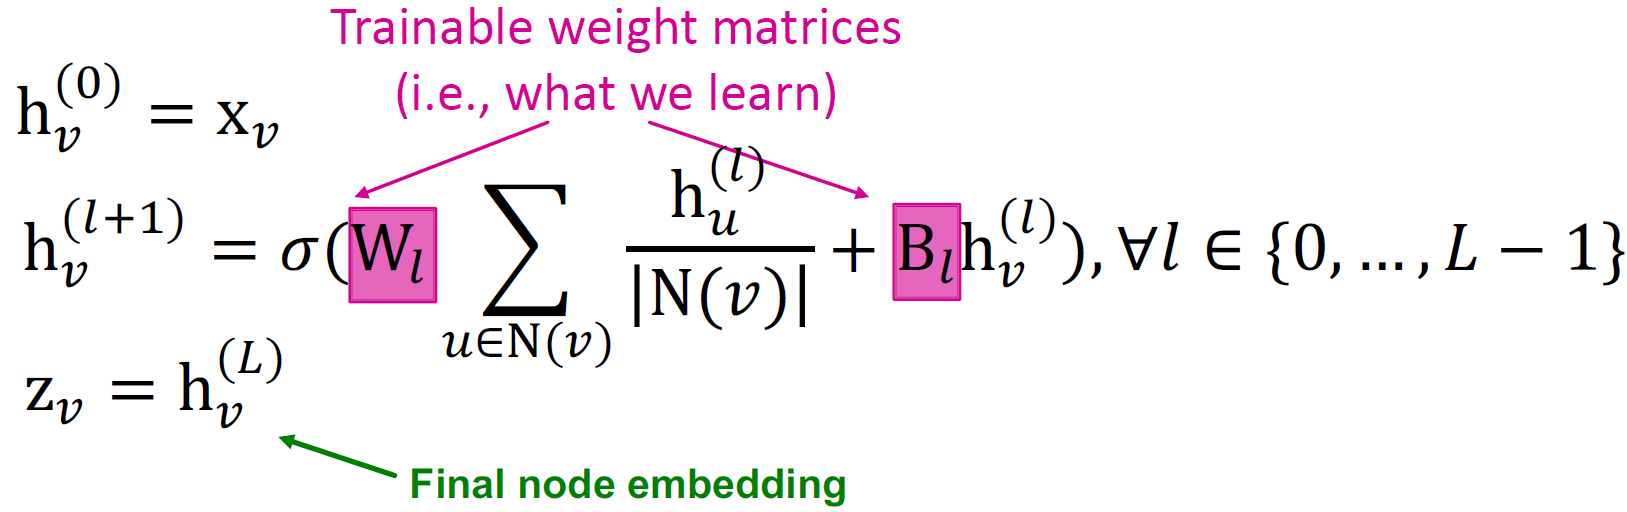 Trainable weight matrices
(i.e., what we learn)
h_v^{(0)} = x_v
h_v^{(l+1)} = σ(W_l ∑_{u∈N(v)} \frac{h_u^{(l)}}{|N(v)|} + B_l h_v^{(l)}), ∀l ∈ {0, …, L − 1}
z_v = h_v^{(L)}
Final node embedding